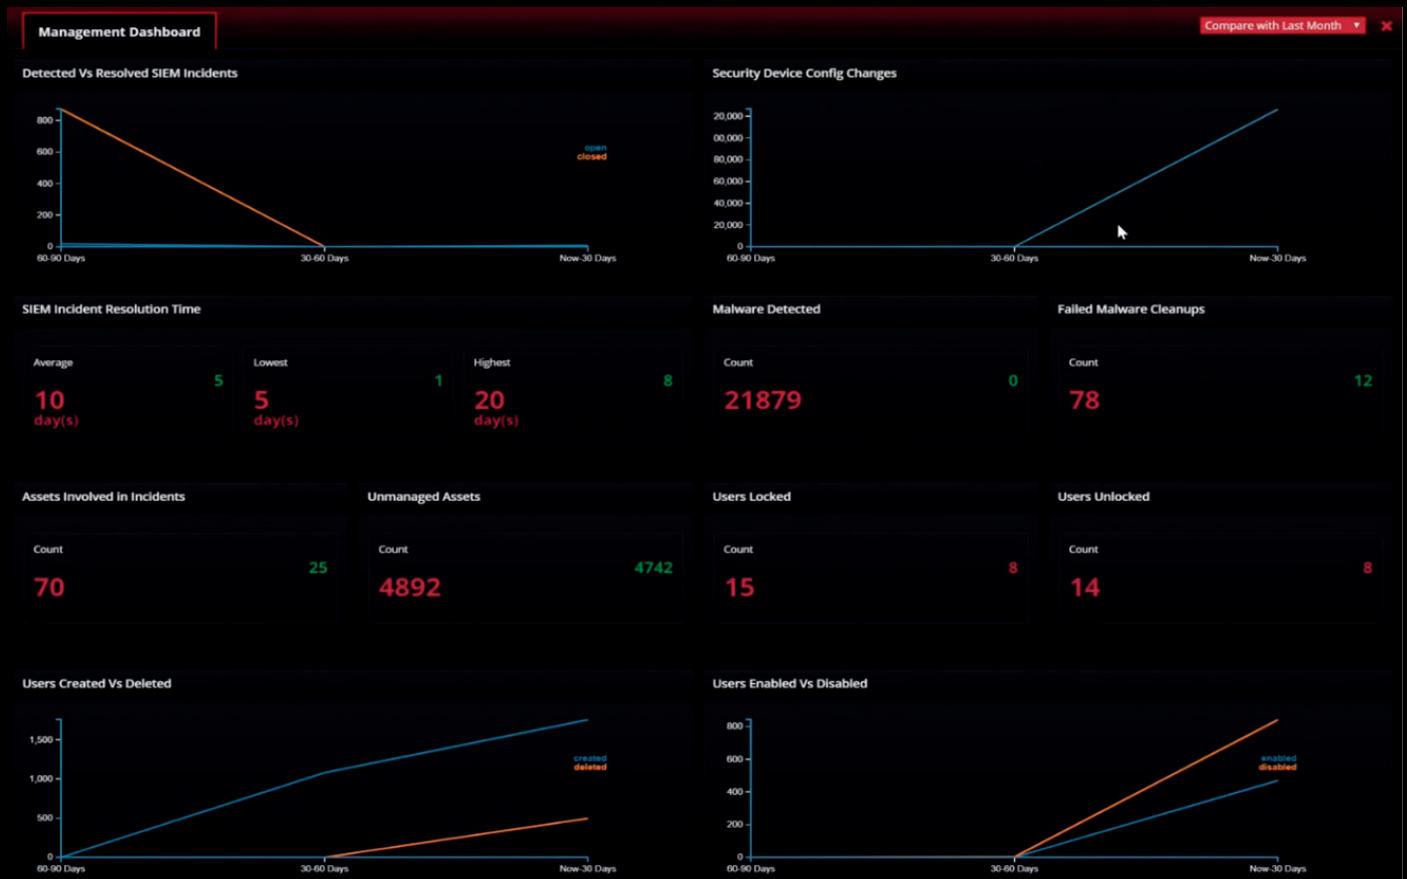 Management Dashboard
Compare with Last Month
Detected Vs Resolved SIEM Incidents
800
600
400
200
0
60-90 Days
30-60 Days
Now-30 Days
open
closed
Security Device Config Changes
20,000
00,000
80,000
60,000
40,000
20,000
0
60-90 Days
30-60 Days
Now-30 Days
SIEM Incident Resolution Time
Average
5
10
day(s)
Lowest
1
5
day(s)
Highest
8
20
day(s)
Malware Detected
Count
0
21879
Failed Malware Cleanups
Count
12
78
Assets Involved in Incidents
Count
25
70
Unmanaged Assets
Count
4742
4892
Users Locked
Count
8
15
Users Unlocked
Count
8
14
Users Created Vs Deleted
1,500
1,000
500
0
60-90 Days
30-60 Days
Now-30 Days
created
deleted
Users Enabled Vs Disabled
800
600
400
200
0
60-90 Days
30-60 Days
Now-30 Days
enabled
disabled